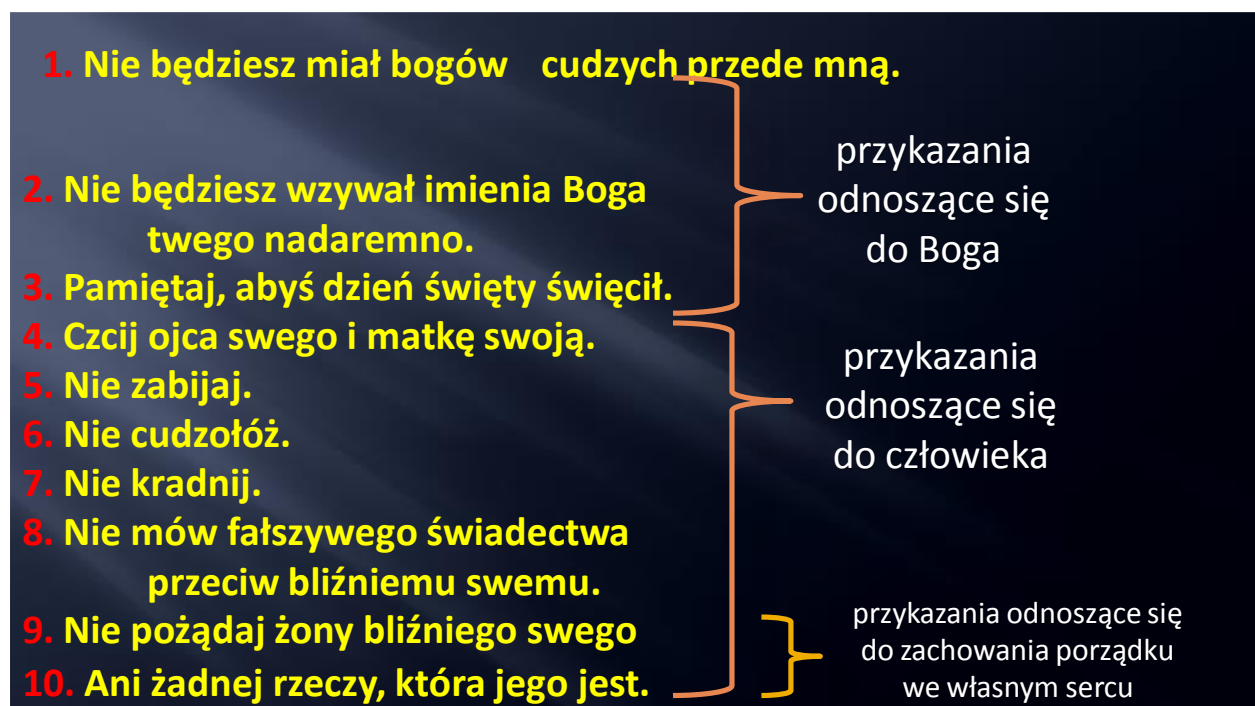 1. Nie będziesz miał bogów cudzych przede mną.
2. Nie będziesz wzywał imienia Boga
twego nadaremno.
3. Pamiętaj, abyś dzień święty święcił.
4. Czcij ojca swego i matkę swoją.
5. Nie zabijaj.
6. Nie cudzołóż.
7. Nie kradnij.
8. Nie mów fałszywego świadectwa
przeciw bliźniemu swemu.
9. Nie pożądaj żony bliźniego swego
10. Ani żadnej rzeczy, która jego jest.
przykazania
odnoszące się
do Boga
przykazania
odnoszące się
do człowieka
przykazania odnoszące się
do zachowania porządku
we własnym sercu